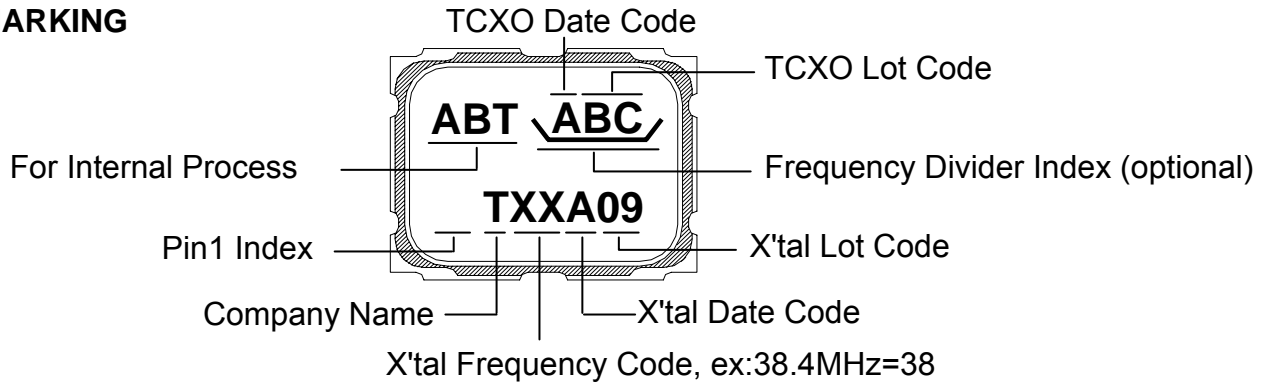 ARKING
TCXO Date Code
TCXO Lot Code
ABT ABC
For Internal Process
Frequency Divider Index (optional)
TXXA09
Pin1 Index
X'tal Lot Code
Company Name
X'tal Date Code
X'tal Frequency Code, ex:38.4MHz=38